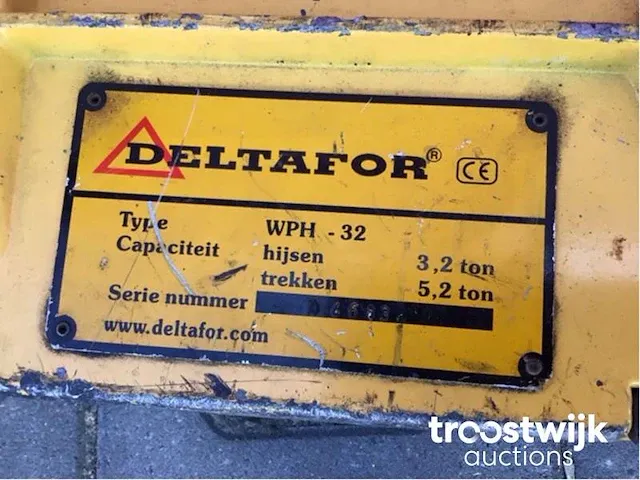 DELTAFOR® CE
Type WPH - 32
Capaciteit hijsen 3,2 ton
trekken 5,2 ton
Serie nummer
www.deltafor.com
troostwijk
auctions